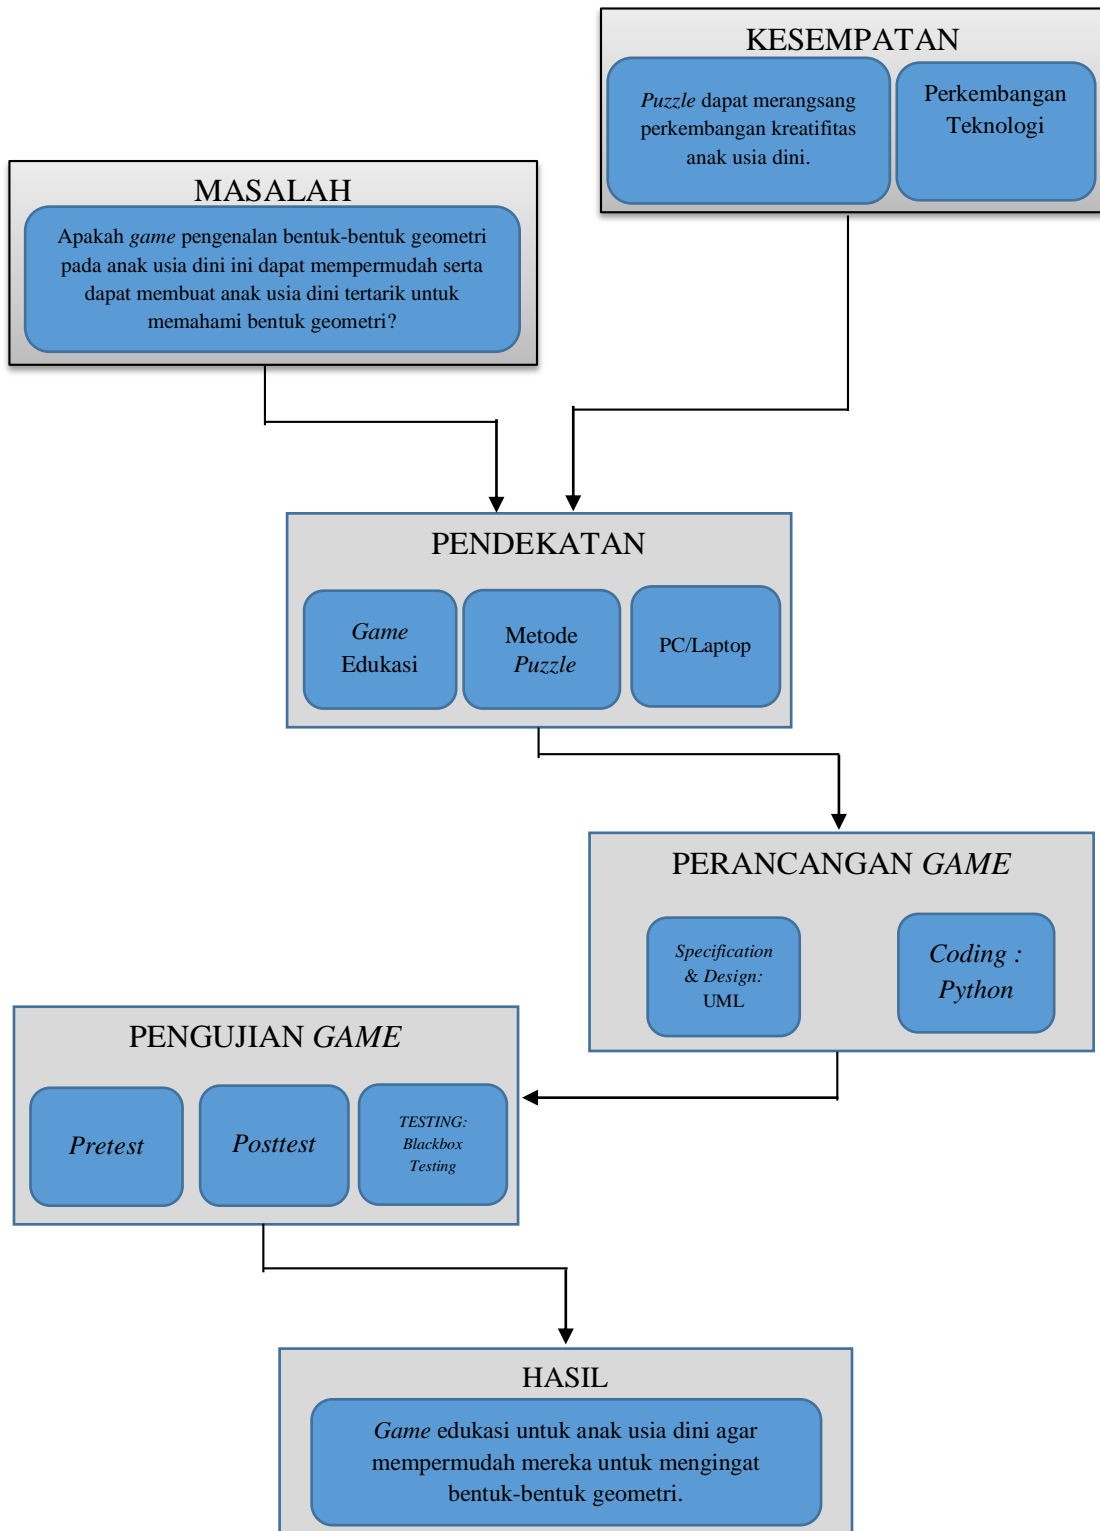 KESEMPATAN
Puzzle dapat merangsang
perkembangan kreatifitas
anak usia dini.
Perkembangan
Teknologi
MASALAH
Apakah game pengenalan bentuk-bentuk geometri
pada anak usia dini ini dapat mempermudah serta
dapat membuat anak usia dini tertarik untuk
memahami bentuk geometri?
PENDEKATAN
Game
Edukasi
Metode
Puzzle
PC/Laptop
PERANCANGAN GAME
Specification
& Design:
UML
Coding :
Python
PENGUJIAN GAME
Pretest
Posttest
TESTING:
Blackbox
Testing
HASIL
Game edukasi untuk anak usia dini agar
mempermudah mereka untuk mengingat
bentuk-bentuk geometri.